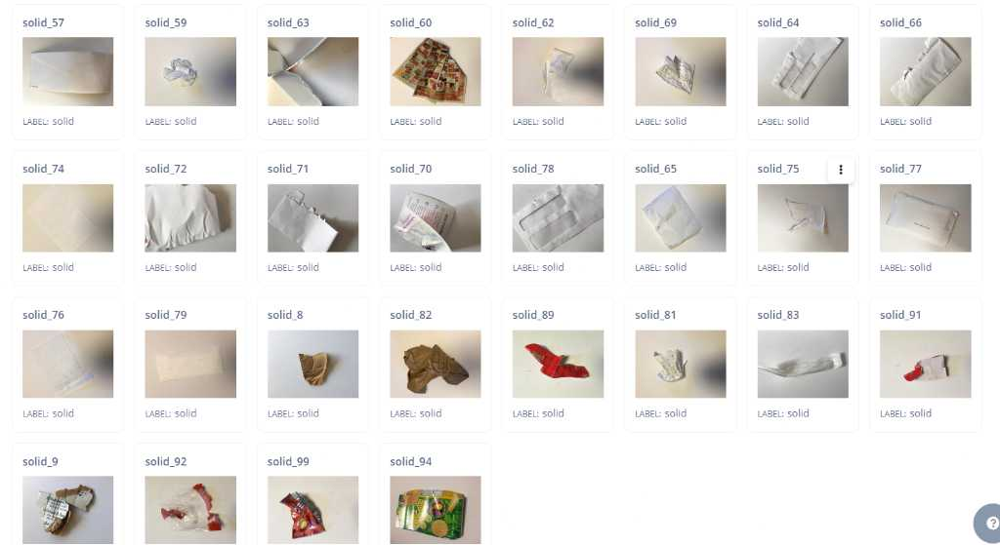 solid_57 solid_59 solid_63 solid_60 solid_62 solid_69 solid_64 solid_66
LABEL: solid LABEL: solid LABEL: solid LABEL: solid LABEL: solid LABEL: solid LABEL: solid LABEL: solid
solid_74 solid_72 solid_71 solid_70 solid_78 solid_65 solid_75 solid_77
LABEL: solid LABEL: solid LABEL: solid LABEL: solid LABEL: solid LABEL: solid LABEL: solid LABEL: solid
solid_76 solid_79 solid_8 solid_82 solid_89 solid_81 solid_83 solid_91
LABEL: solid LABEL: solid LABEL: solid LABEL: solid LABEL: solid LABEL: solid LABEL: solid LABEL: solid
solid_9 solid_92 solid_99 solid_94
?